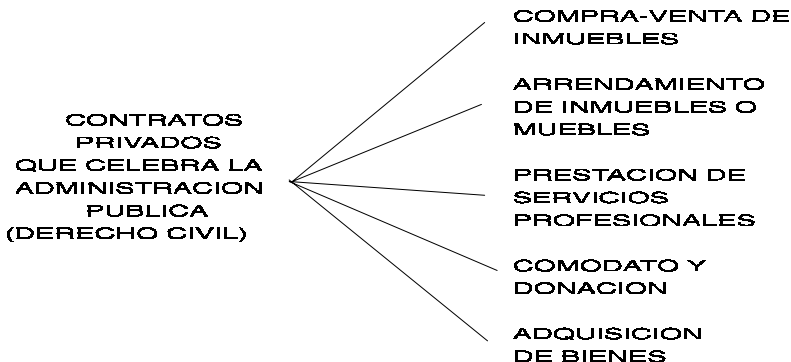 CONTRATOS
PRIVADOS
QUE CELEBRA LA
ADMINISTRACION
PUBLICA
(DERECHO CIVIL)
COMPRA-VENTA DE
INMUEBLES
ARRENDAMIENTO
DE INMUEBLES O
MUEBLES
PRESTACION DE
SERVICIOS
PROFESIONALES
COMODATO Y
DONACION
ADQUISICION
DE BIENES